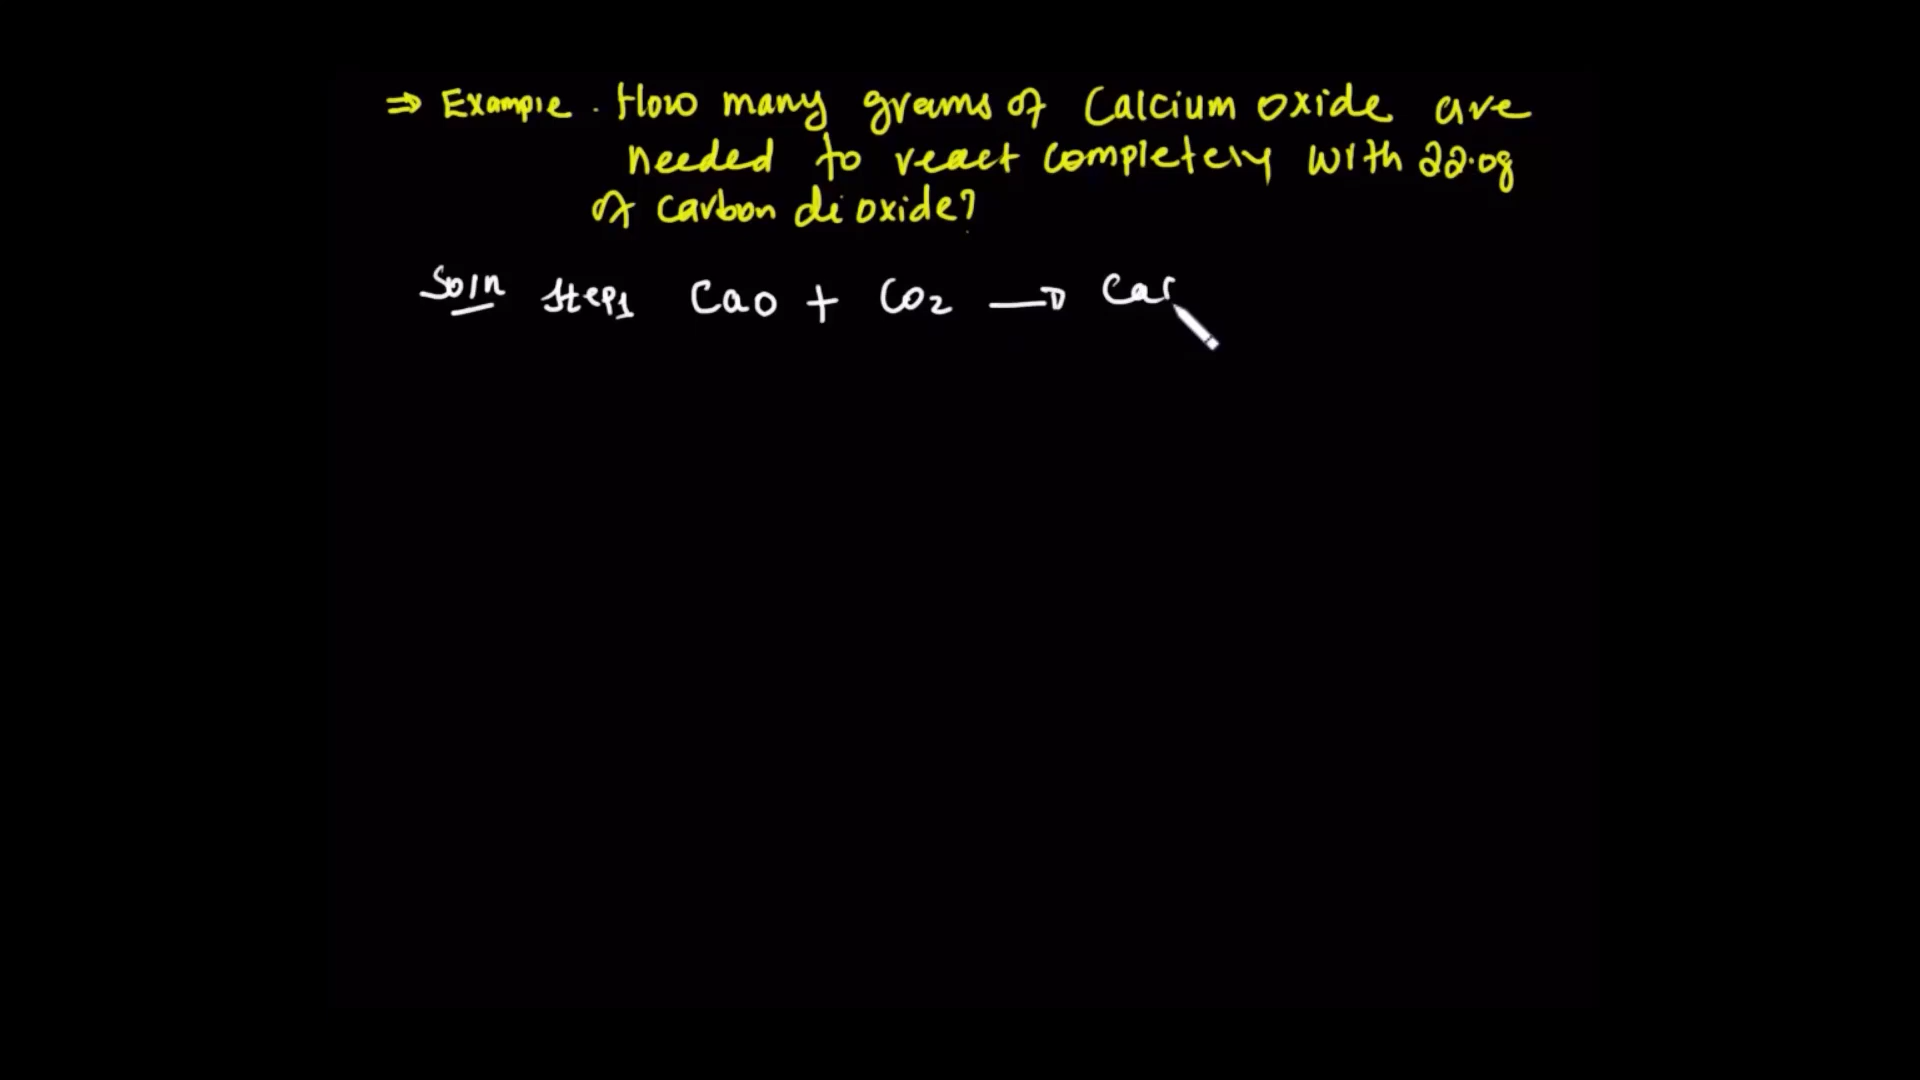 ⇒ Example. How many grams of Calcium oxide are
needed to react completely with 22.0g
of carbon dioxide?
Soln Step1 CaO + CO2 → CaC